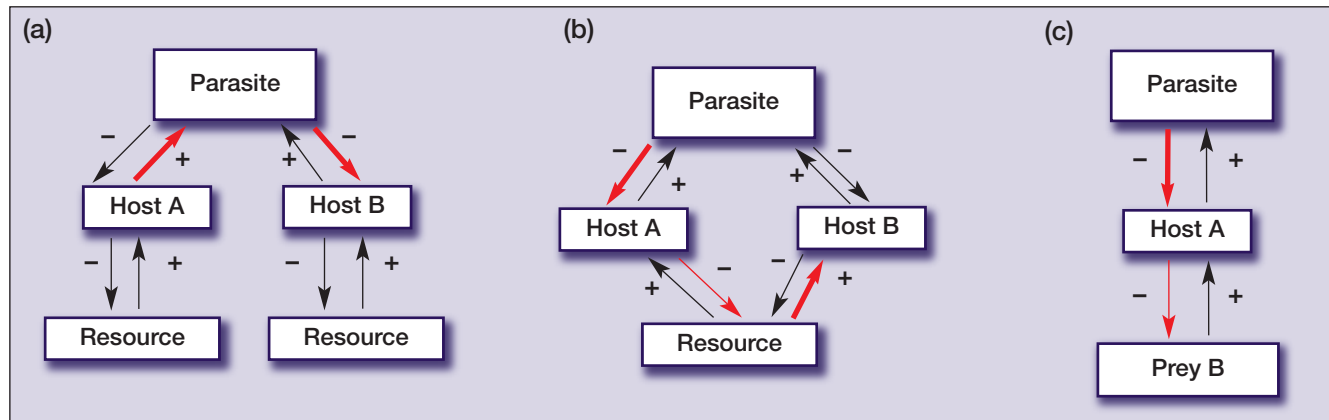 (a)
Parasite
− + + −
Host A Host B
− + − +
Resource Resource
(b)
Parasite
− + + −
Host A Host B
+ − − +
Resource
(c)
Parasite
− +
Host A
− +
Prey B